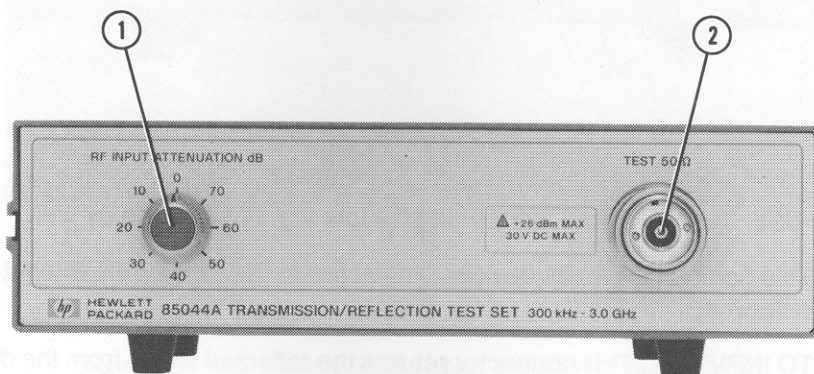 1
2
RF INPUT ATTENUATION dB
0
10
70
20
60
30
50
40
TEST 50Ω
⚠ +26 dBm MAX
30 V DC MAX
hp HEWLETT
PACKARD 85044A TRANSMISSION/REFLECTION TEST SET 300 kHz - 3.0 GHz